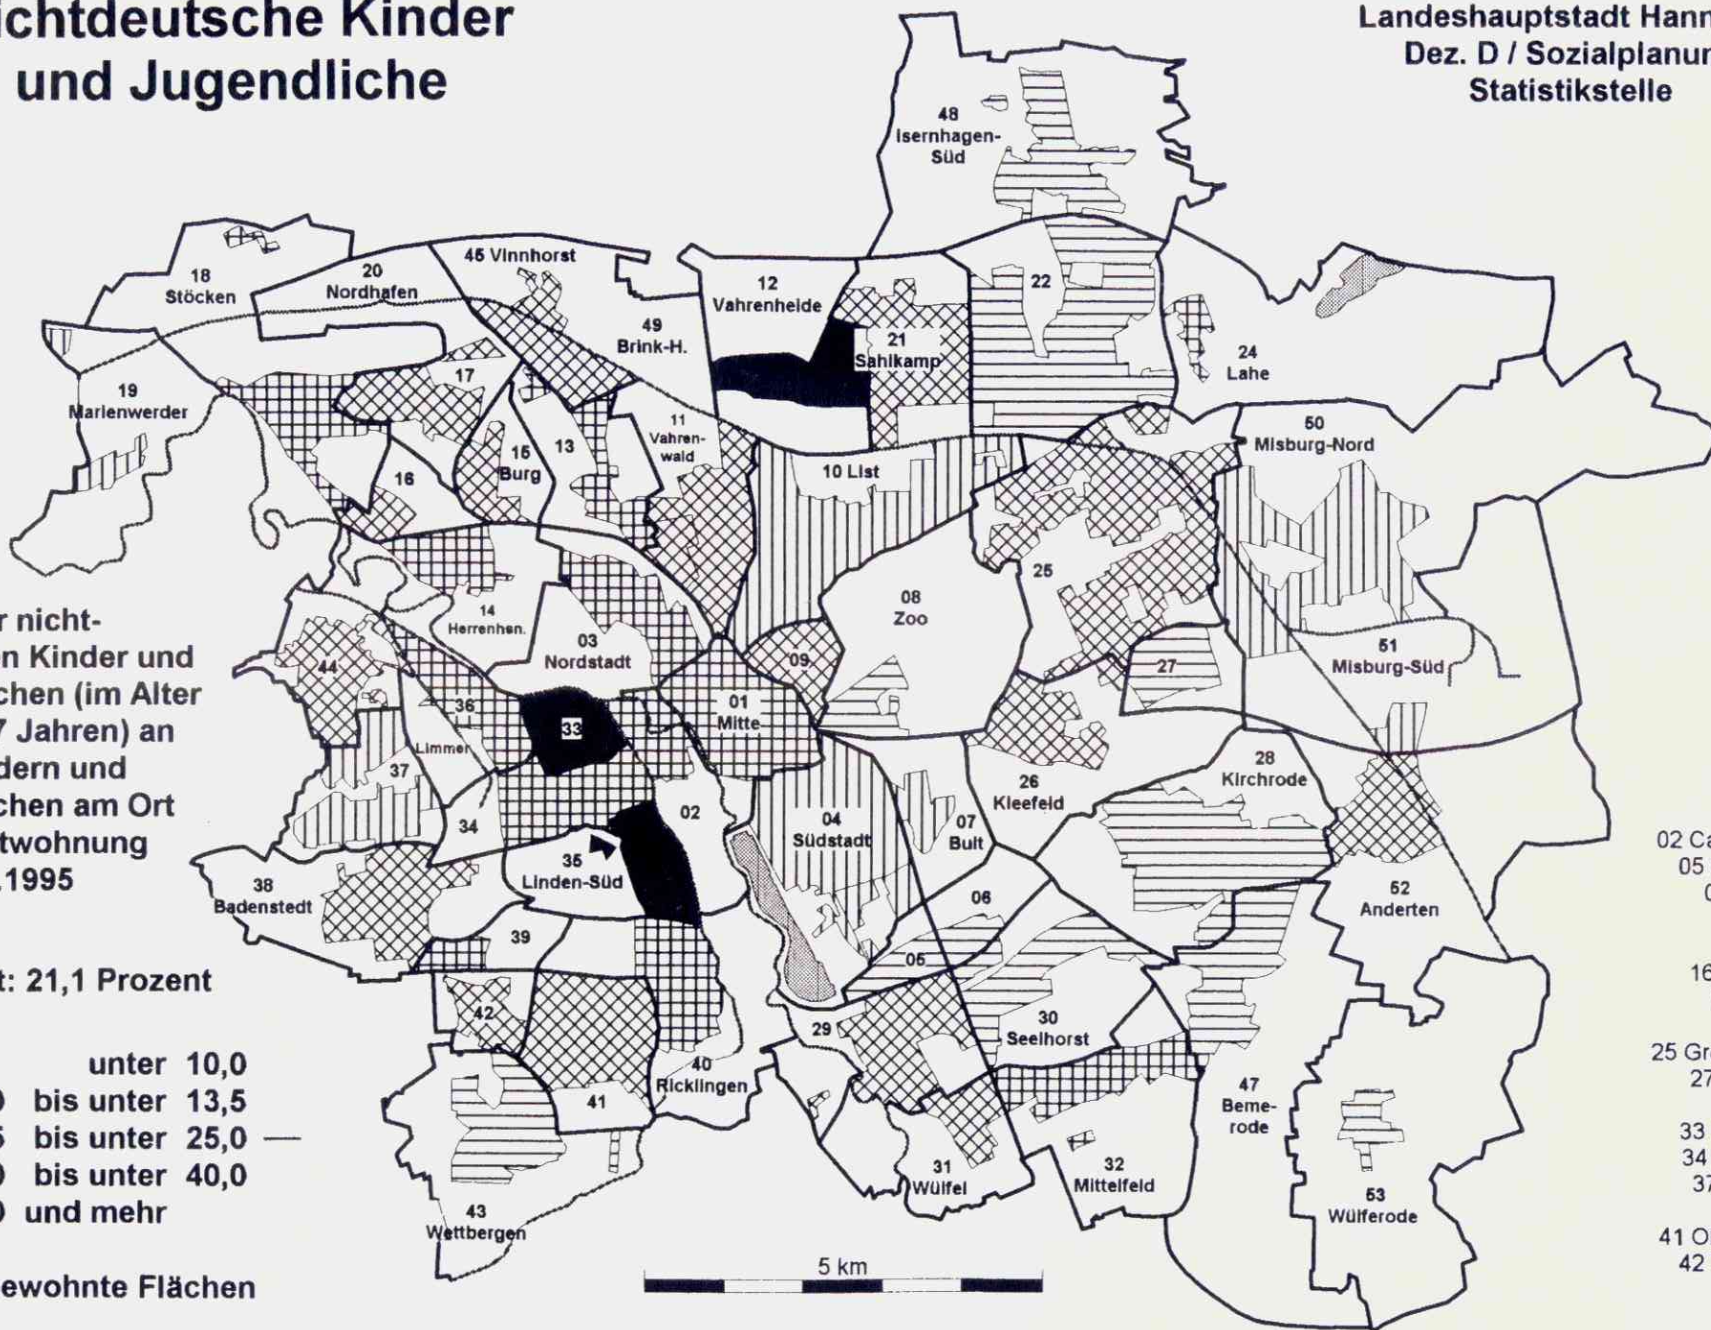 ichtdeutsche Kinder
und Jugendliche
Landeshauptstadt Hann
Dez. D / Sozialplanu
Statistikstelle
48
Isernhagen-
Süd
45 Vinnhorst
18
Stöcken
20
Nordhafen
12
Vahrenheide
22
49
Brink-H.
21
Sahlkamp
24
Lahe
17
19
Marienwerder
11
Vahren-
wald
50
Misburg-Nord
15
Burg
13
10 List
16
25
08
Zoo
14
Herrenhsn.
03
Nordstadt
r nicht-
en Kinder und
chen (im Alter
7 Jahren) an
dern und
chen am Ort
twohnung
.1995
44
09
51
Misburg-Süd
27
36
Limmer
01
Mitte
33
37
28
Kirchrode
26
Kleefeld
34
02
04
Südstadt
07
Bult
35
Linden-Süd
02 Ca
05
0
38
Badenstedt
52
Anderten
06
39
05
t: 21,1 Prozent
16
42
29
30
Seelhorst
unter 10,0
0 bis unter 13,5
5 bis unter 25,0
0 bis unter 40,0
0 und mehr
ewohnte Flächen
40
Ricklingen
41
47
Beme-
rode
25 Gr
27
33
34
37
41 O
42
31
Wülfel
32
Mittelfeld
43
Wettbergen
53
Wülferode
5 km